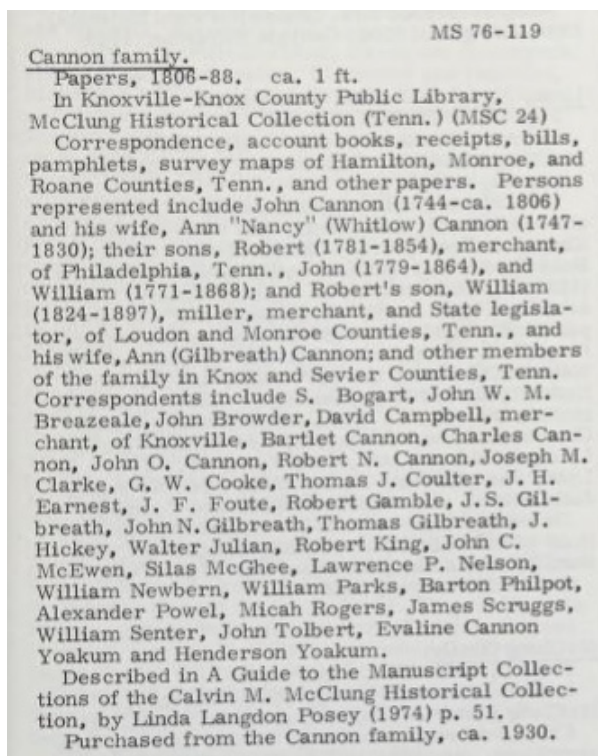 MS 76-119
Cannon family.
Papers, 1806-88. ca. 1 ft.
In Knoxville-Knox County Public Library,
McClung Historical Collection (Tenn.) (MSC 24)
Correspondence, account books, receipts, bills,
pamphlets, survey maps of Hamilton, Monroe, and
Roane Counties, Tenn., and other papers. Persons
represented include John Cannon (1744-ca. 1806)
and his wife, Ann "Nancy" (Whitlow) Cannon (1747-
1830); their sons, Robert (1781-1854), merchant,
of Philadelphia, Tenn., John (1779-1864), and
William (1771-1868); and Robert's son, William
(1824-1897), miller, merchant, and State legisla-
tor, of Loudon and Monroe Counties, Tenn., and
his wife, Ann (Gilbreath) Cannon; and other members
of the family in Knox and Sevier Counties, Tenn.
Correspondents include S. Bogart, John W. M.
Breazeale, John Browder, David Campbell, mer-
chant, of Knoxville, Bartlet Cannon, Charles Can-
non, John O. Cannon, Robert N. Cannon, Joseph M.
Clarke, G. W. Cooke, Thomas J. Coulter, J. H.
Earnest, J. F. Foute, Robert Gamble, J. S. Gil-
breath, John N. Gilbreath, Thomas Gilbreath, J.
Hickey, Walter Julian, Robert King, John C.
McEwen, Silas McGhee, Lawrence P. Nelson,
William Newbern, William Parks, Barton Philpot,
Alexander Powel, Micah Rogers, James Scruggs,
William Senter, John Tolbert, Evaline Cannon
Yoakum and Henderson Yoakum.
Described in A Guide to the Manuscript Collec-
tions of the Calvin M. McClung Historical Collec-
tion, by Linda Langdon Posey (1974) p. 51.
Purchased from the Cannon family, ca. 1930.